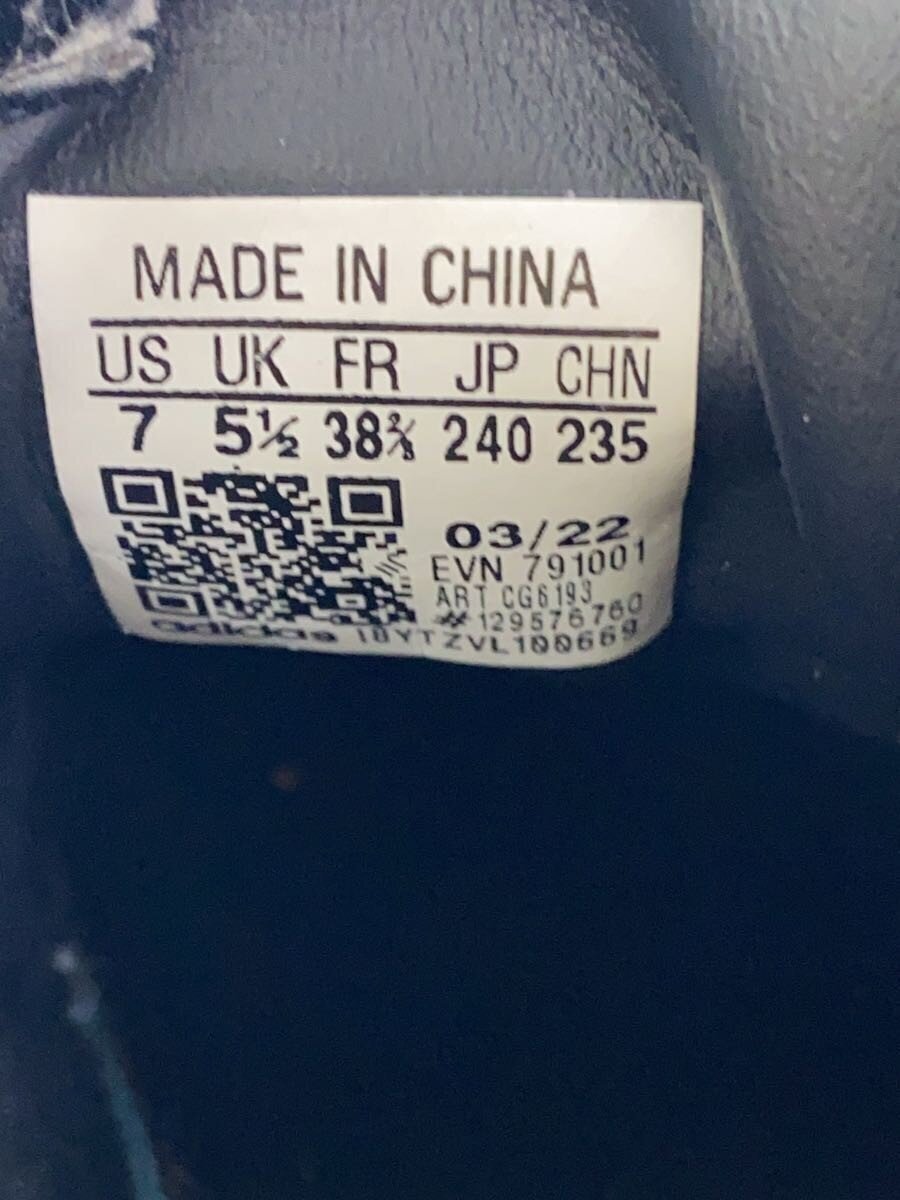 MADE IN CHINA
US UK FR JP CHN
7 5½ 38⅔ 240 235
03/22
EVN 791001
ART CG6193
#129576760
adidas 18YTZVL100669